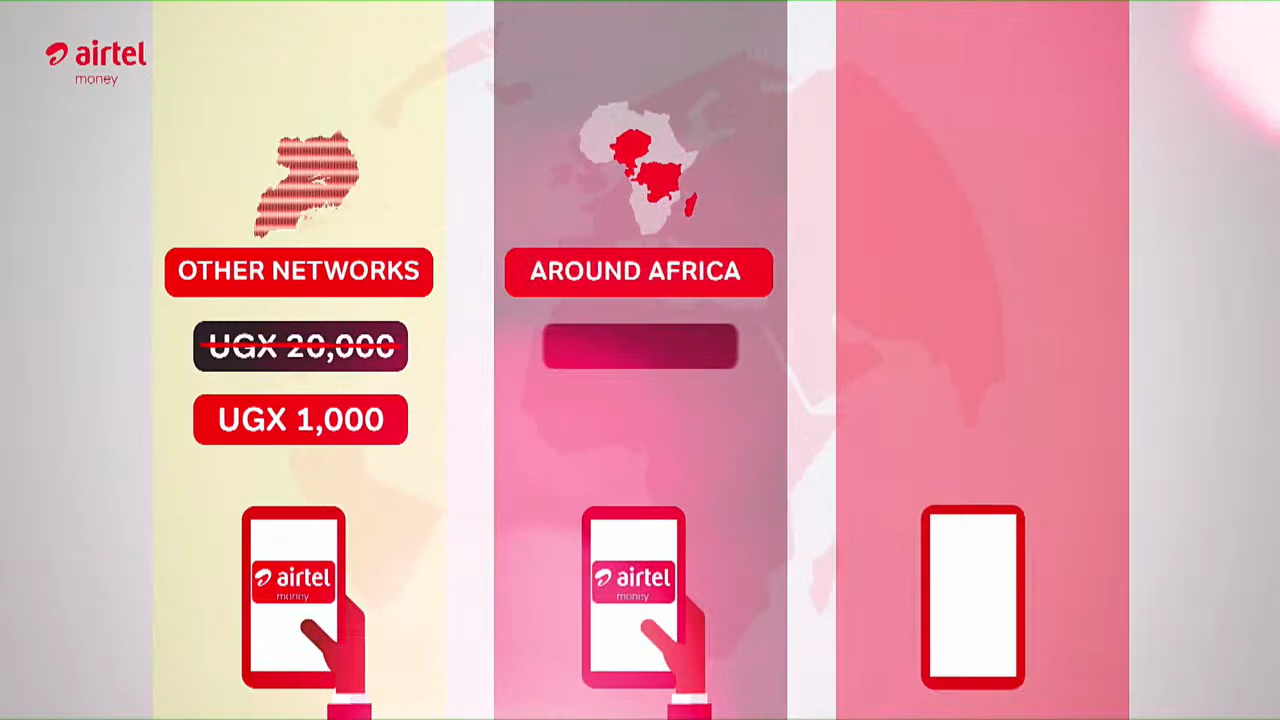 airtel
money
OTHER NETWORKS
AROUND AFRICA
UGX 20,000
UGX 1,000
airtel
money
airtel
money